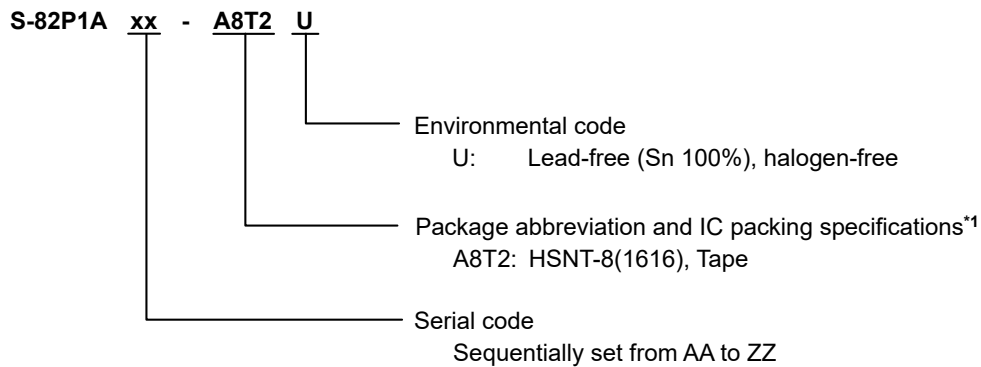 S-82P1A xx - A8T2 U
Environmental code
U: Lead-free (Sn 100%), halogen-free
Package abbreviation and IC packing specifications*1
A8T2: HSNT-8(1616), Tape
Serial code
Sequentially set from AA to ZZ